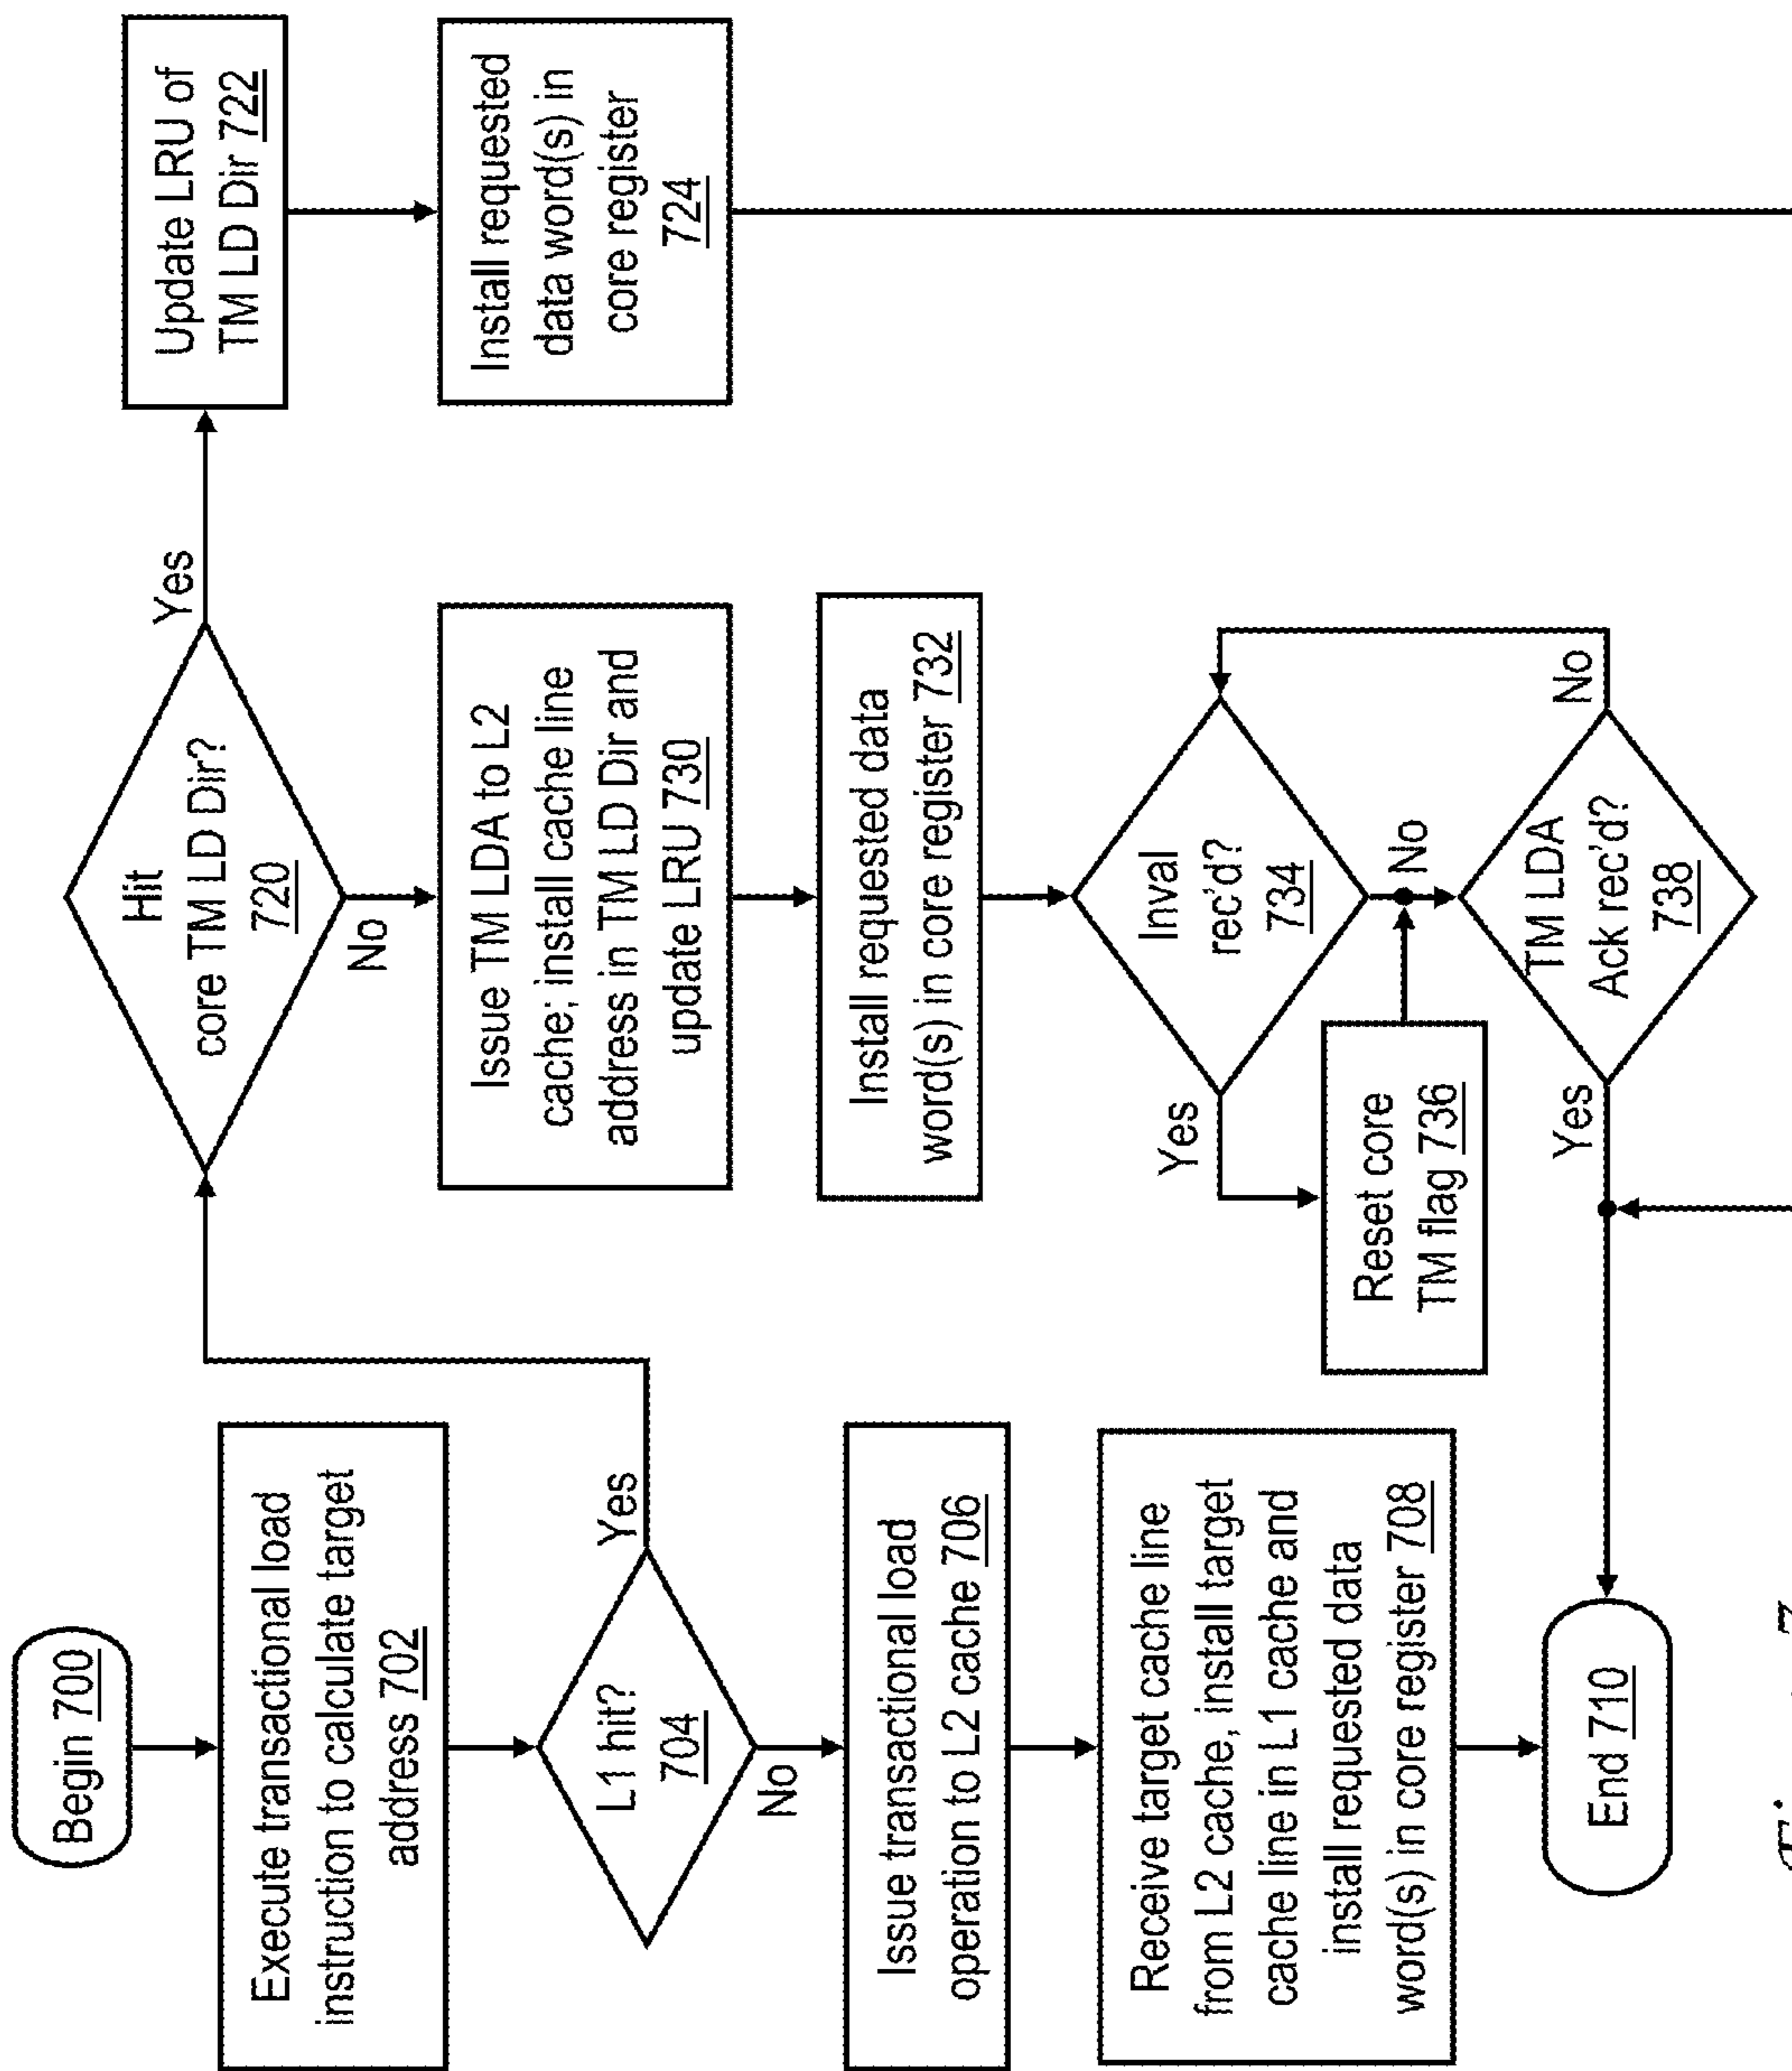 Begin 700
Execute transactional load
instruction to calculate target
address 702
L1 hit?
704
Yes
No
Issue transactional load
operation to L2 cache 706
Receive target cache line
from L2 cache, install target
cache line in L1 cache and
install requested data
word(s) in core register 708
End 710
Hit
core TM LD Dir?
720
Yes
No
Update LRU of
TM LD Dir 722
Install requested
data word(s) in
core register
724
Issue TM LDA to L2
cache; install cache line
address in TM LD Dir and
update LRU 730
Install requested data
word(s) in core register 732
Inval
rec'd?
734
Yes
No
Reset core
TM flag 736
TM LDA
Ack rec'd?
738
No
Yes